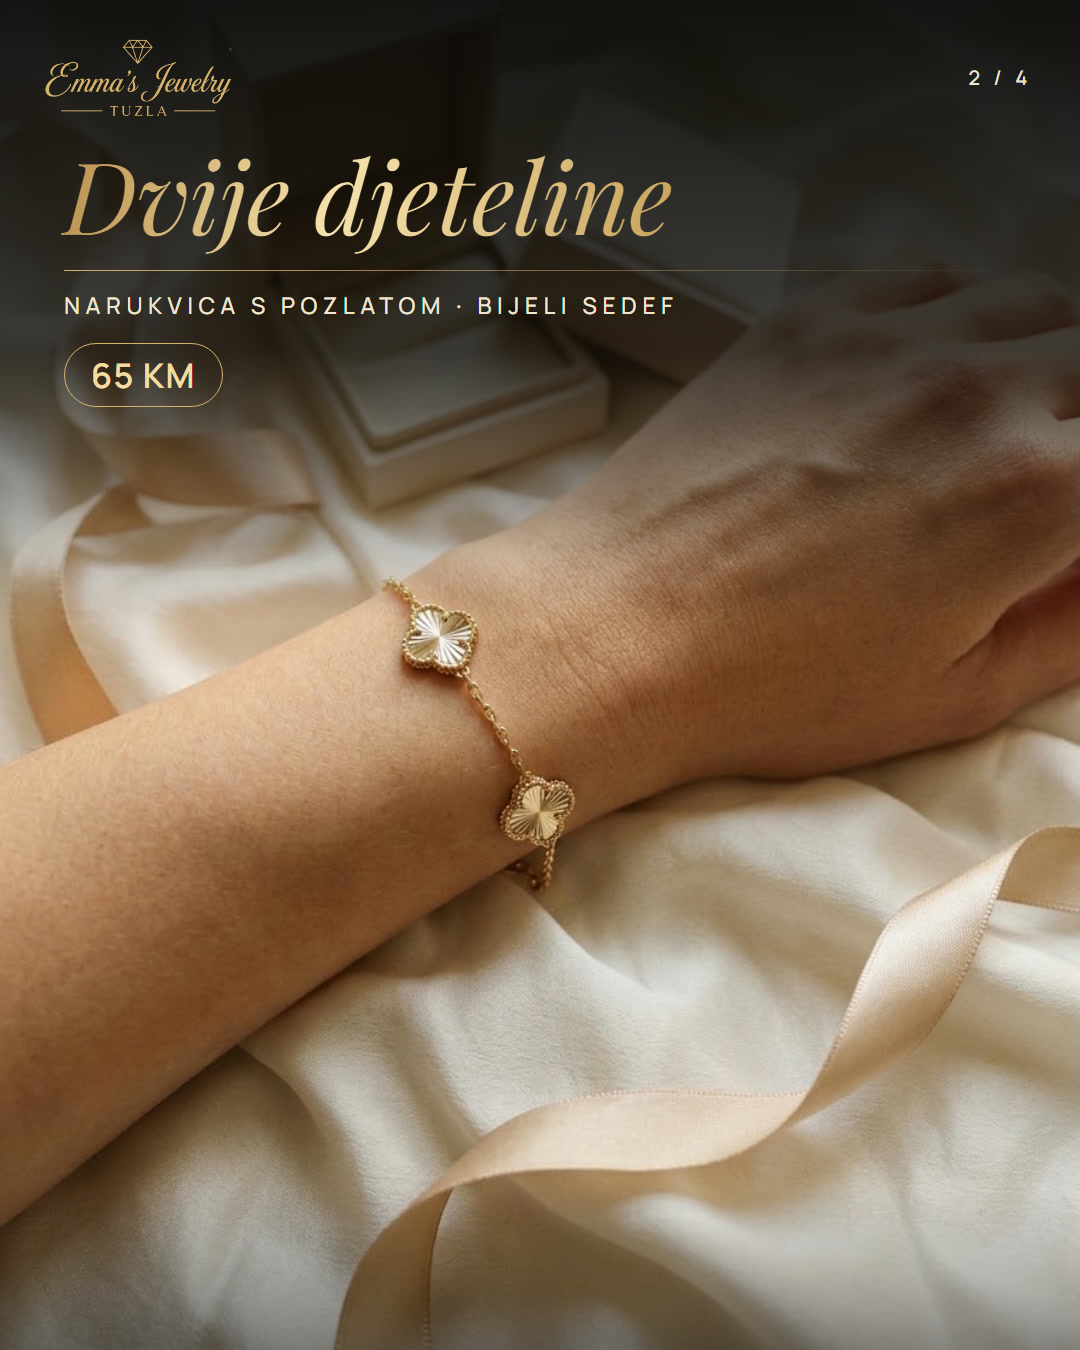 Emma's Jewelry
TUZLA
2 / 4
Dvije djeteline
NARUKVICA S POZLATOM · BIJELI SEDEF
65 KM